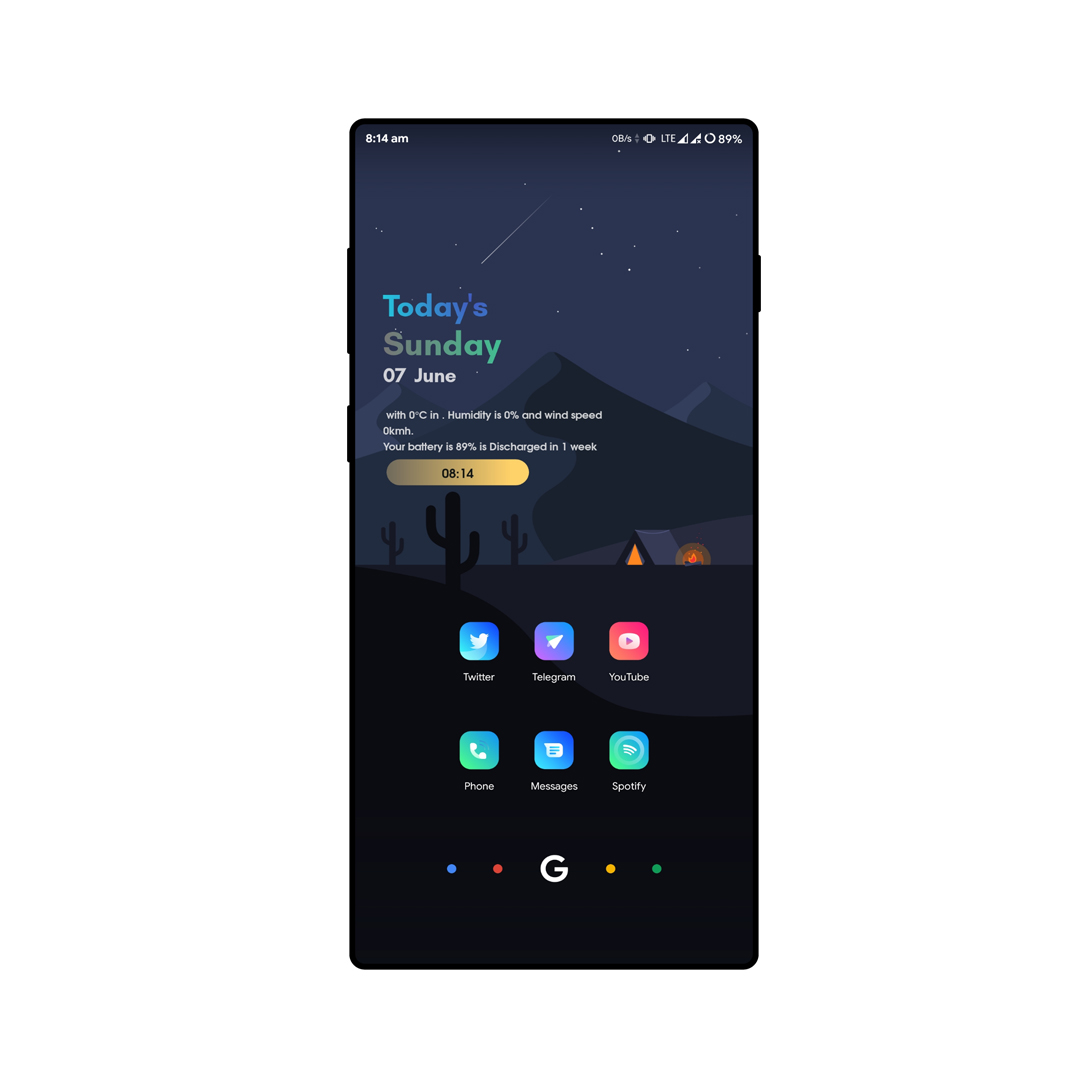 8:14 am 0B/s LTE 89%
Today's
Sunday
07 June
with 0°C in . Humidity is 0% and wind speed
0kmh.
Your battery is 89% is Discharged in 1 week
08:14
Twitter Telegram YouTube
Phone Messages Spotify
G